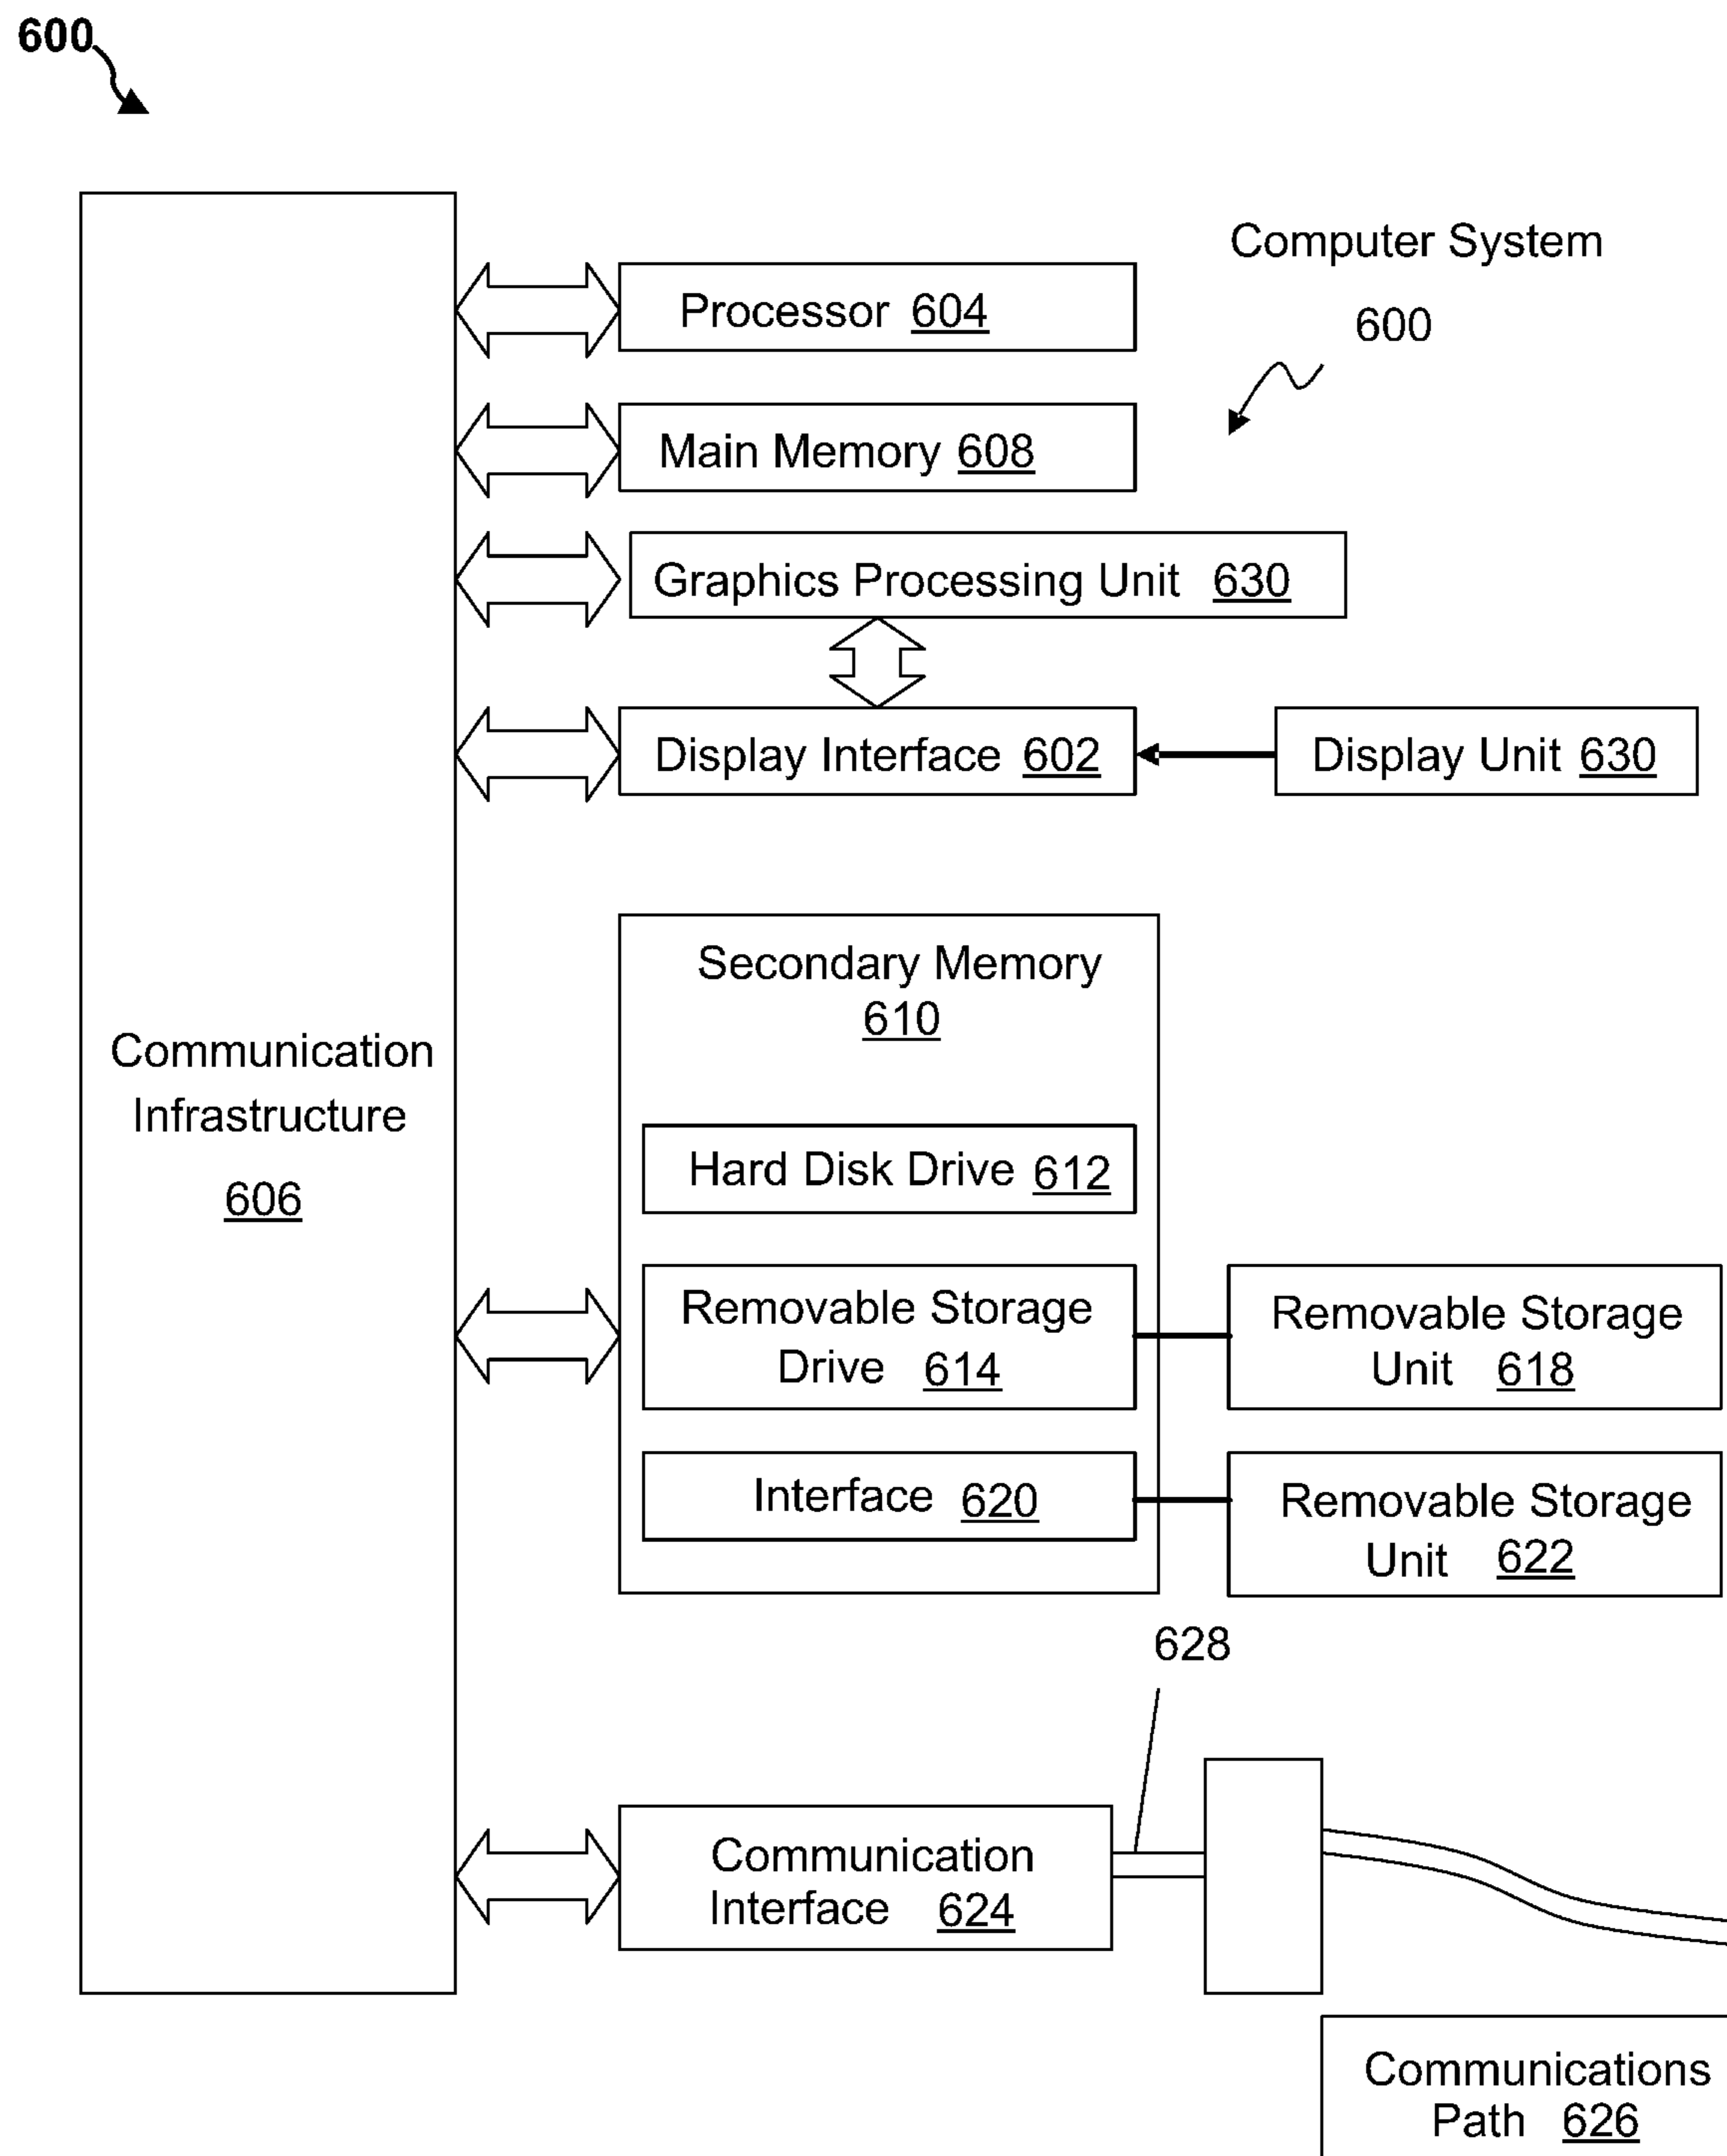 600
Computer System
600
Processor 604
Main Memory 608
Graphics Processing Unit 630
Display Interface 602
Display Unit 630
Communication
Infrastructure
606
Secondary Memory
610
Hard Disk Drive 612
Removable Storage
Drive 614
Removable Storage
Unit 618
Interface 620
Removable Storage
Unit 622
628
Communication
Interface 624
Communications
Path 626